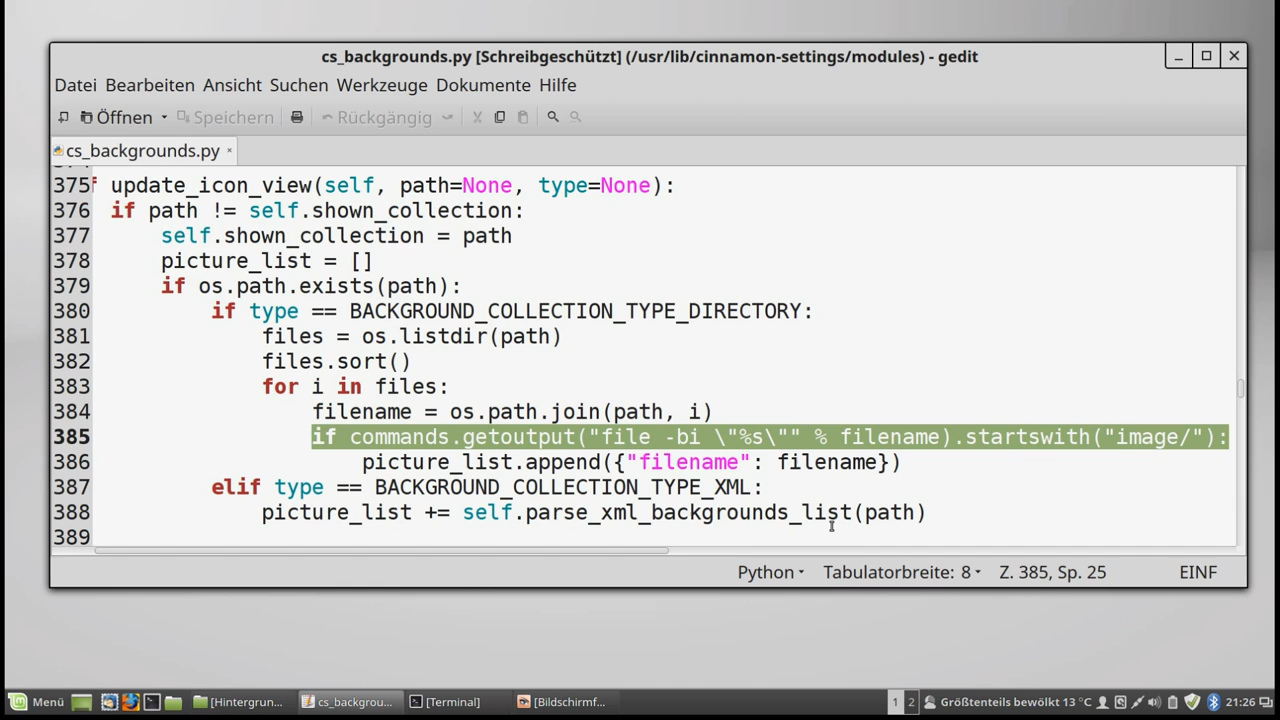 cs_backgrounds.py [Schreibgeschützt] (/usr/lib/cinnamon-settings/modules) - gedit
Datei Bearbeiten Ansicht Suchen Werkzeuge Dokumente Hilfe
Öffnen Speichern Rückgängig
cs_backgrounds.py
375 update_icon_view(self, path=None, type=None):
376 if path != self.shown_collection:
377 self.shown_collection = path
378 picture_list = []
379 if os.path.exists(path):
380 if type == BACKGROUND_COLLECTION_TYPE_DIRECTORY:
381 files = os.listdir(path)
382 files.sort()
383 for i in files:
384 filename = os.path.join(path, i)
385 if commands.getoutput("file -bi \"%s\"" % filename).startswith("image/"):
386 picture_list.append({"filename": filename})
387 elif type == BACKGROUND_COLLECTION_TYPE_XML:
388 picture_list += self.parse_xml_backgrounds_list(path)
389
Python Tabulatorbreite: 8 Z. 385, Sp. 25 EINF
Menü [Hintergrun... cs_backgrou... [Terminal] [Bildschirmf... 1 2 Größtenteils bewölkt 13 °C 21:26